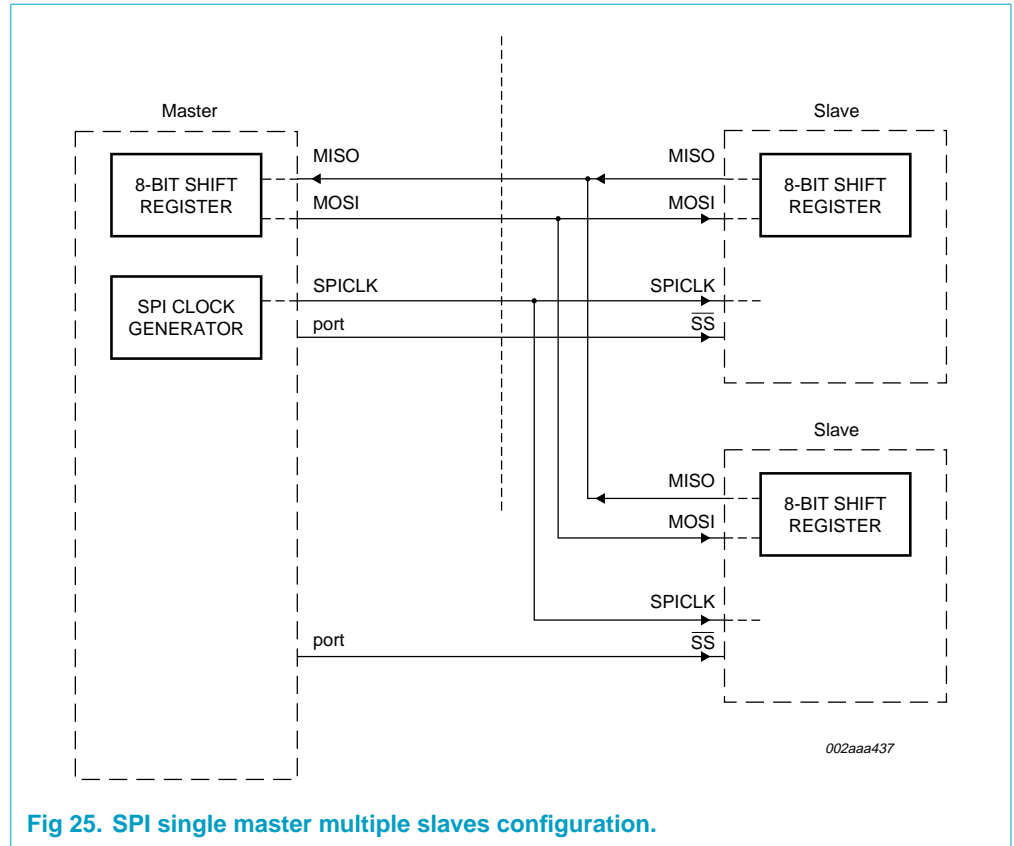 Master
Slave
MISO
MISO
8-BIT SHIFT
REGISTER
8-BIT SHIFT
REGISTER
MOSI
MOSI
SPICLK
SPICLK
SPI CLOCK
GENERATOR
port
S̅S̅
Slave
MISO
8-BIT SHIFT
REGISTER
MOSI
SPICLK
port
S̅S̅
002aaa437
Fig 25. SPI single master multiple slaves configuration.